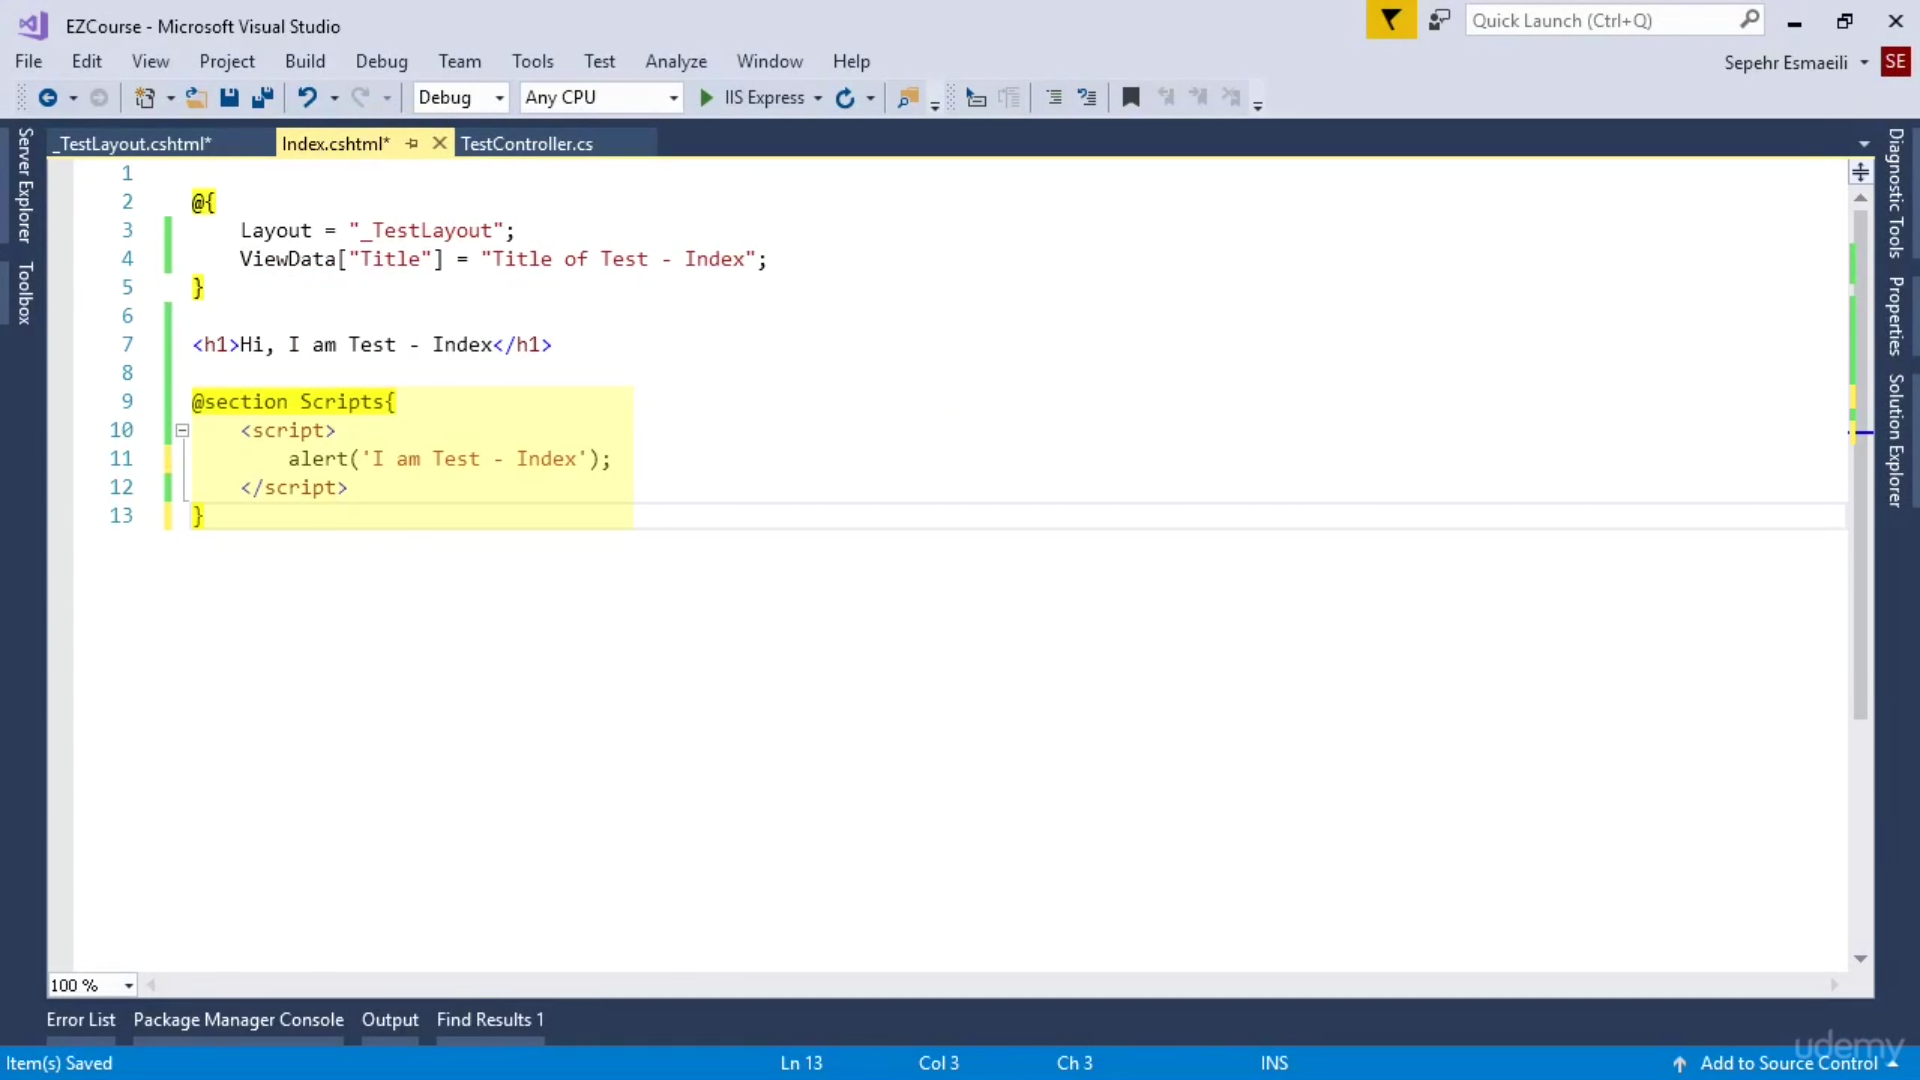 EZCourse - Microsoft Visual Studio
Quick Launch (Ctrl+Q)
File Edit View Project Build Debug Team Tools Test Analyze Window Help
Sepehr Esmaeili SE
Debug Any CPU IIS Express
_TestLayout.cshtml* Index.cshtml* TestController.cs
Server Explorer
Toolbox
1
2 @{
3 Layout = "_TestLayout";
4 ViewData["Title"] = "Title of Test - Index";
5 }
6
7 <h1>Hi, I am Test - Index</h1>
8
9 @section Scripts{
10 <script>
11 alert('I am Test - Index');
12 </script>
13 }
Diagnostic Tools
Properties
Solution Explorer
100 %
Error List Package Manager Console Output Find Results 1
Item(s) Saved Ln 13 Col 3 Ch 3 INS Add to Source Control
udemy